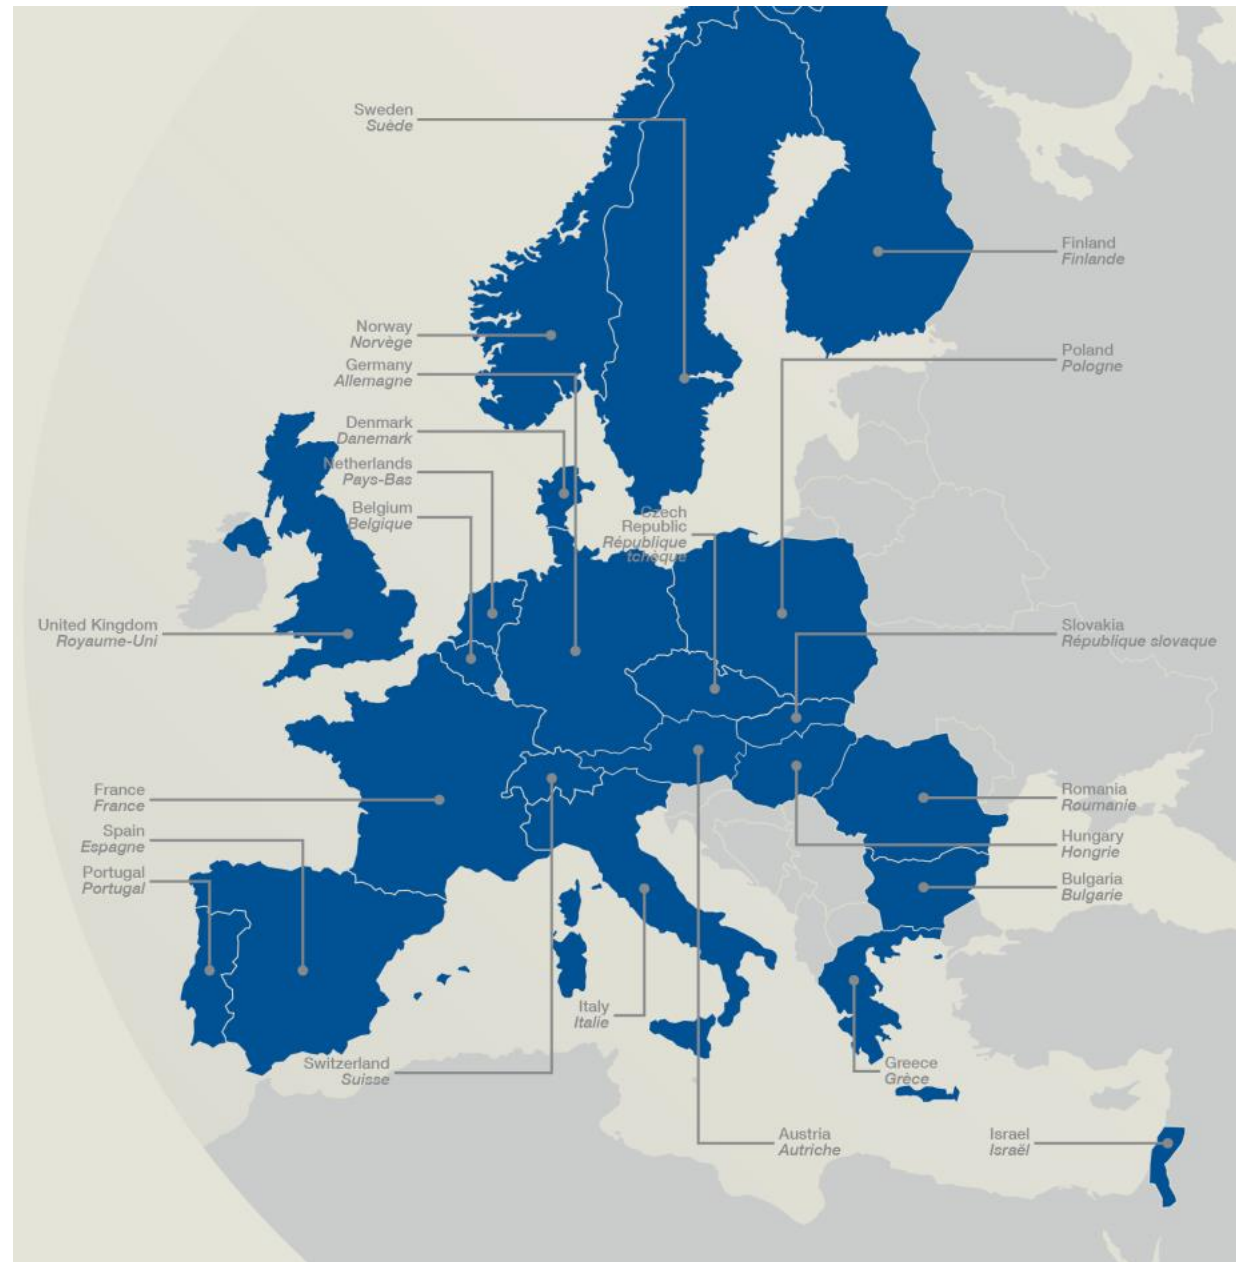 Sweden
Suède
Finland
Finlande
Norway
Norvège
Poland
Pologne
Germany
Allemagne
Denmark
Danemark
Netherlands
Pays-Bas
Belgium
Belgique
Czech
Republic
République
tchèque
United Kingdom
Royaume-Uni
Slovakia
République slovaque
France
France
Romania
Roumanie
Spain
Espagne
Hungary
Hongrie
Portugal
Portugal
Bulgaria
Bulgarie
Italy
Italie
Switzerland
Suisse
Greece
Grèce
Austria
Autriche
Israel
Israël